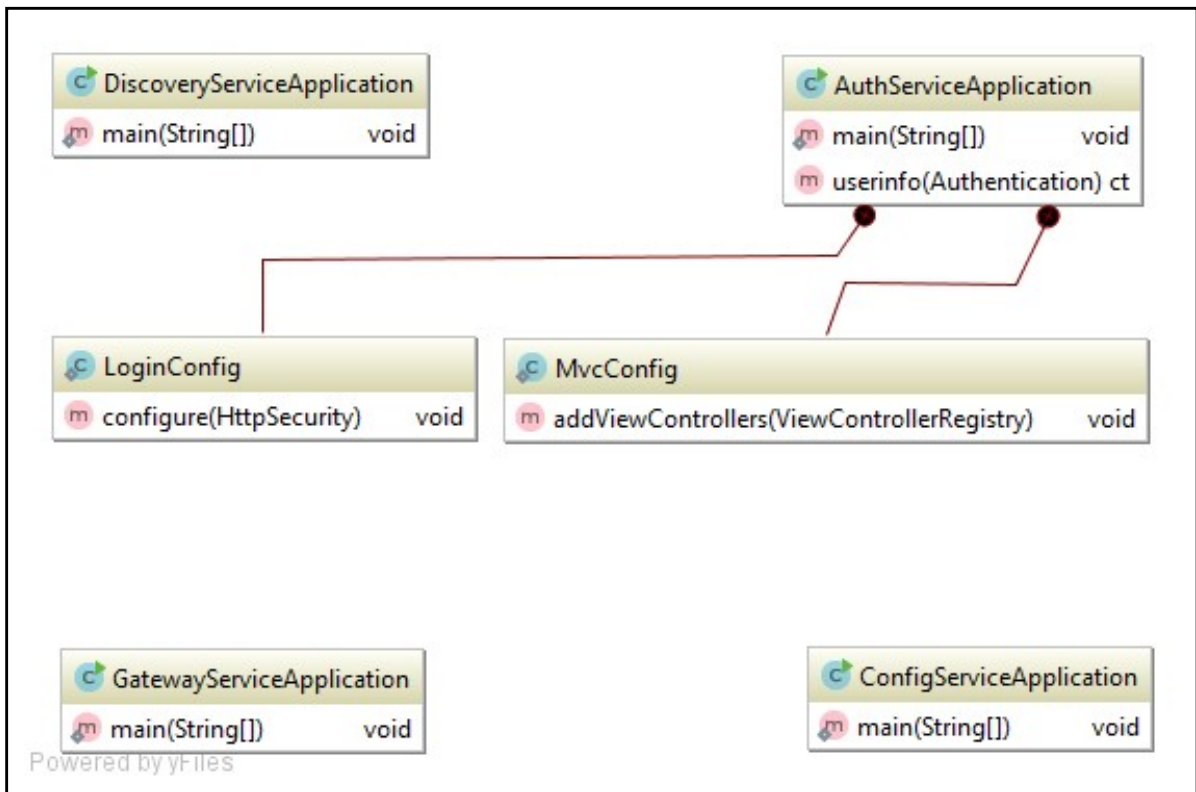 DiscoveryServiceApplication
main(String[]) void
AuthServiceApplication
main(String[]) void
userinfo(Authentication) ct
LoginConfig
configure(HttpSecurity) void
MvcConfig
addViewControllers(ViewControllerRegistry) void
GatewayServiceApplication
main(String[]) void
ConfigServiceApplication
main(String[]) void
Powered by yFiles